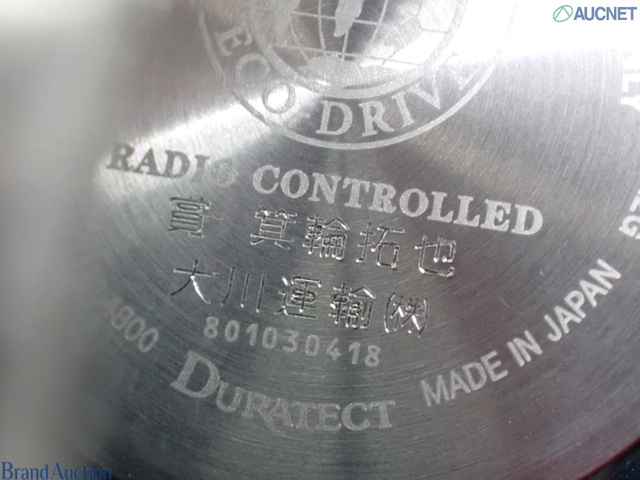 AUCNET
ECO-DRIVE
RADIO CONTROLLED
箕輪拓也
大川運輸(株)
801030418
DURATECT
MADE IN JAPAN
BrandAuction